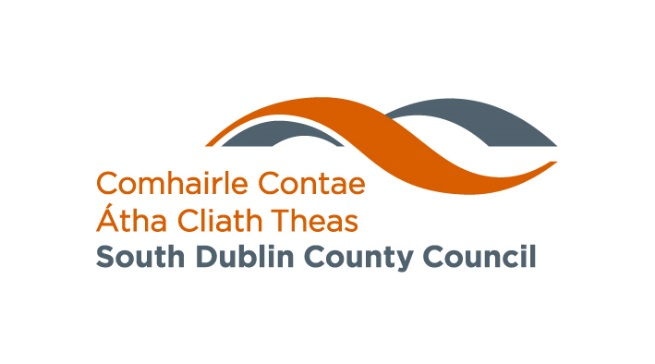 Comhairle Contae
Átha Cliath Theas
South Dublin County Council